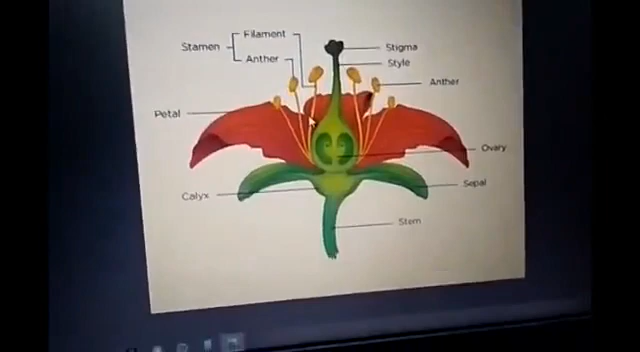 Filament
Stamen
Anther
Stigma
Style
Anther
Petal
Ovary
Calyx
Sepal
Stem